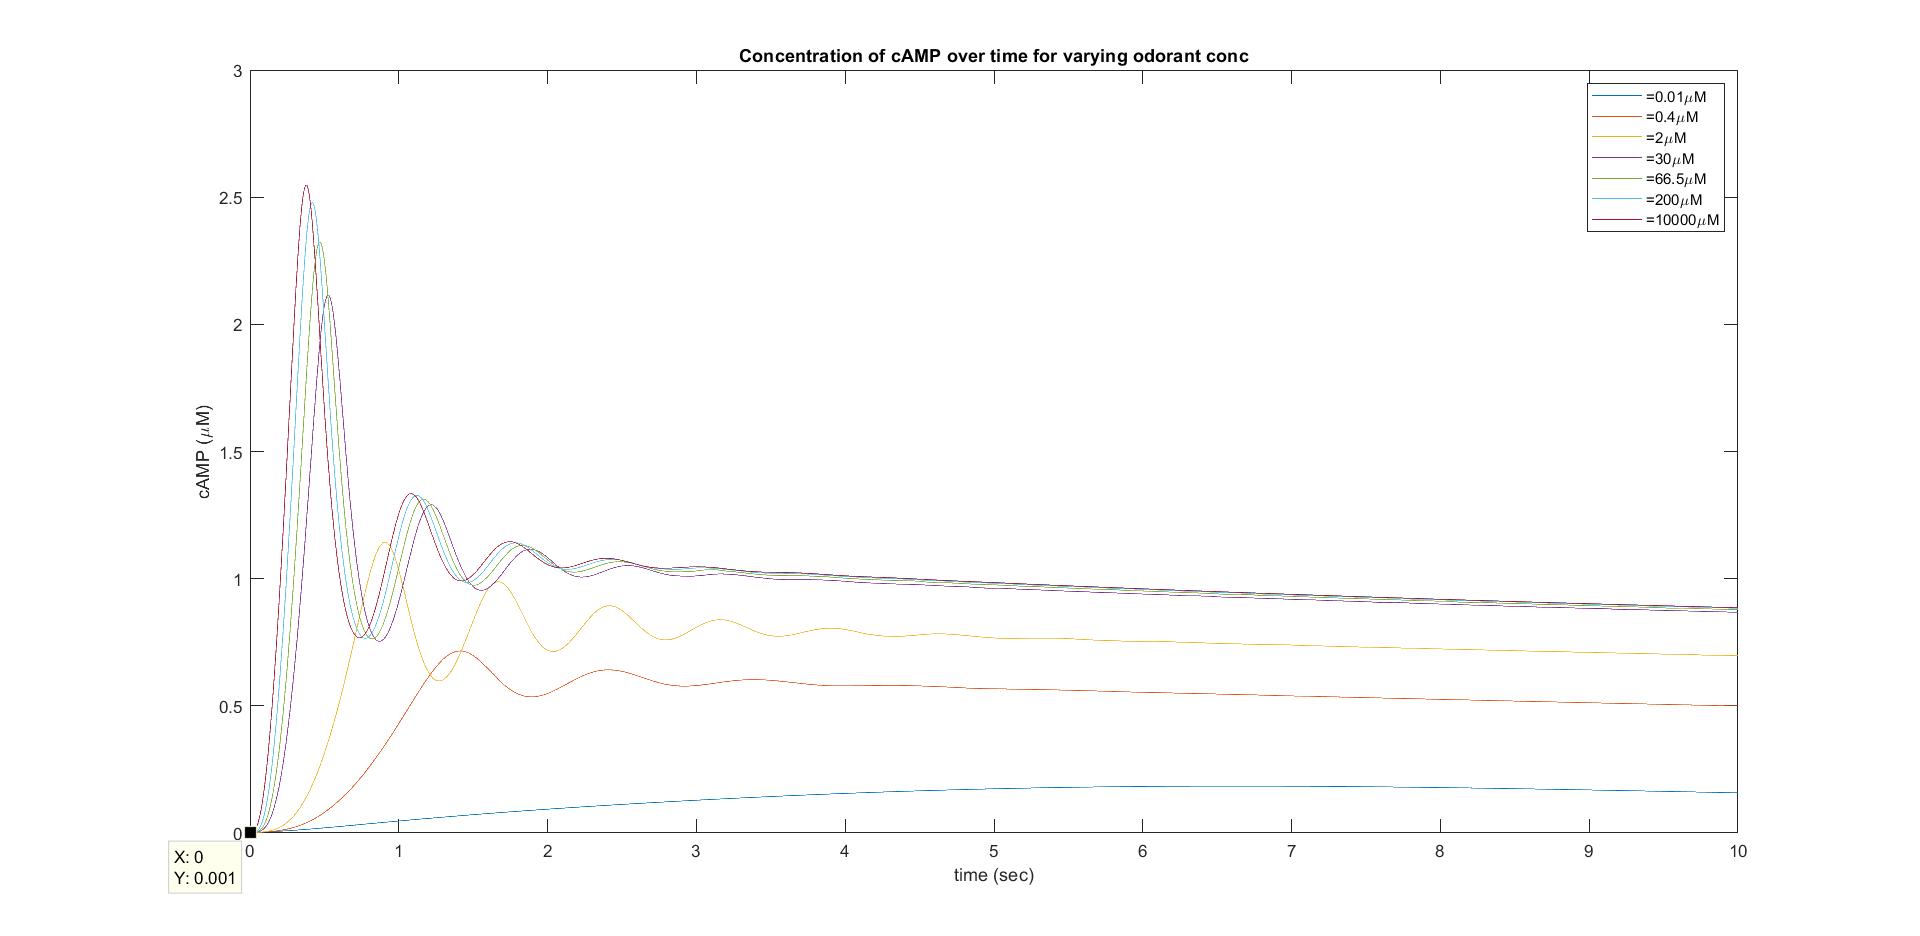 Concentration of cAMP over time for varying odorant conc
3
2.5
2
1.5
1
0.5
0
cAMP (μM)
=0.01μM
=0.4μM
=2μM
=30μM
=66.5μM
=200μM
=10000μM
0 1 2 3 4 5 6 7 8 9 10
time (sec)
X: 0
Y: 0.001